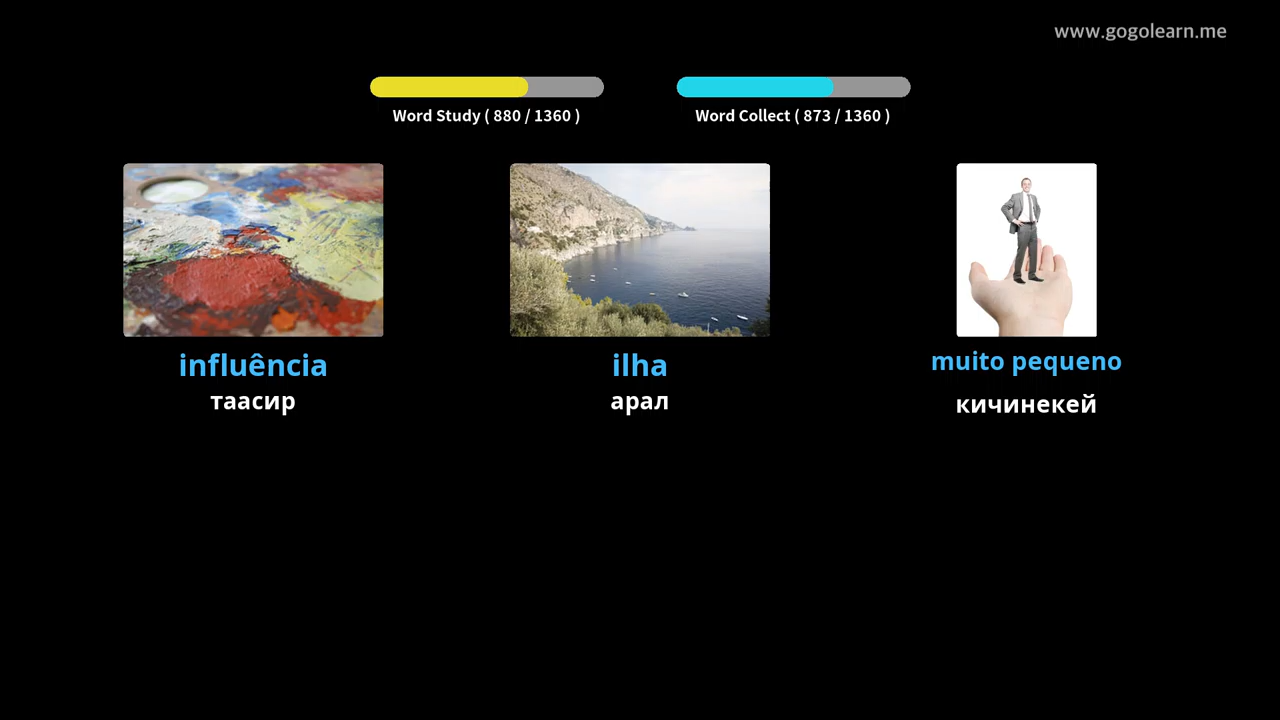 www.gogolearn.me
Word Study ( 880 / 1360 )
Word Collect ( 873 / 1360 )
influência
таасир
ilha
арал
muito pequeno
кичинекей